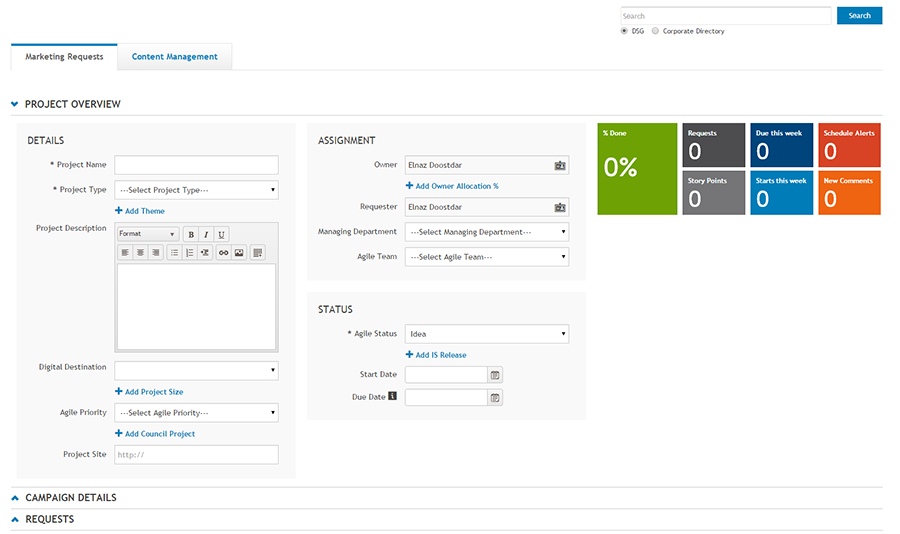 Search
Search
DSG
Corporate Directory
Marketing Requests
Content Management
PROJECT OVERVIEW
DETAILS
* Project Name
* Project Type
---Select Project Type---
Add Theme
Project Description
Format
B I U
Digital Destination
Add Project Size
Agile Priority
---Select Agile Priority---
Add Council Project
Project Site
http://
ASSIGNMENT
Owner
Elnaz Doostdar
Add Owner Allocation %
Requester
Elnaz Doostdar
Managing Department
---Select Managing Department---
Agile Team
---Select Agile Team---
STATUS
* Agile Status
Idea
Add IS Release
Start Date
Due Date i
% Done
0%
Requests
0
Due this week
0
Schedule Alerts
0
Story Points
0
Starts this week
0
New Comments
0
CAMPAIGN DETAILS
REQUESTS